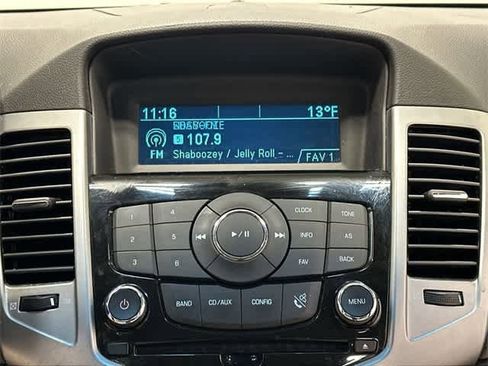 11:16 13°F
107.9
FM Shaboozey / Jelly Roll - ... FAV 1
1 4 CLOCK TONE
2 5 INFO AS
3 6 FAV BACK
BAND CD/AUX CONFIG MENU